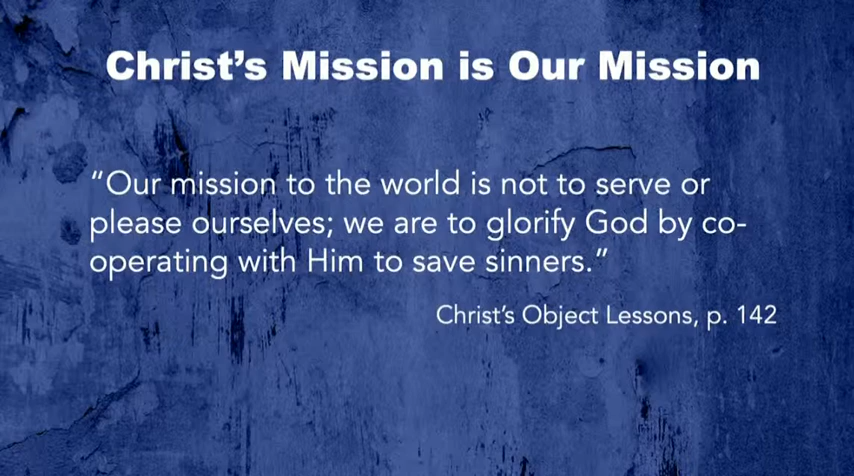 Christ’s Mission is Our Mission
“Our mission to the world is not to serve or
please ourselves; we are to glorify God by co-
operating with Him to save sinners.”
Christ’s Object Lessons, p. 142